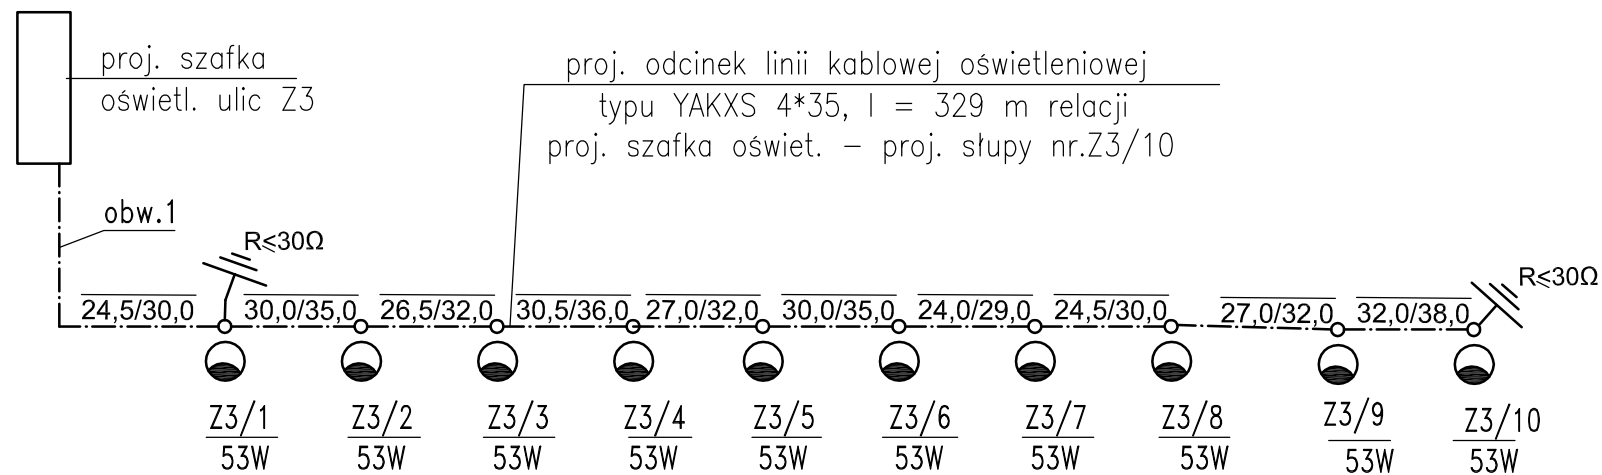 proj. szafka
oświetl. ulic Z3
proj. odcinek linii kablowej oświetleniowej
typu YAKXS 4*35, l = 329 m relacji
proj. szafka oświet. – proj. słupy nr.Z3/10
obw.1
R⩽30Ω
R⩽30Ω
24,5/30,0 30,0/35,0 26,5/32,0 30,5/36,0 27,0/32,0 30,0/35,0 24,0/29,0 24,5/30,0 27,0/32,0 32,0/38,0
Z3/1 Z3/2 Z3/3 Z3/4 Z3/5 Z3/6 Z3/7 Z3/8 Z3/9 Z3/10
53W 53W 53W 53W 53W 53W 53W 53W 53W 53W